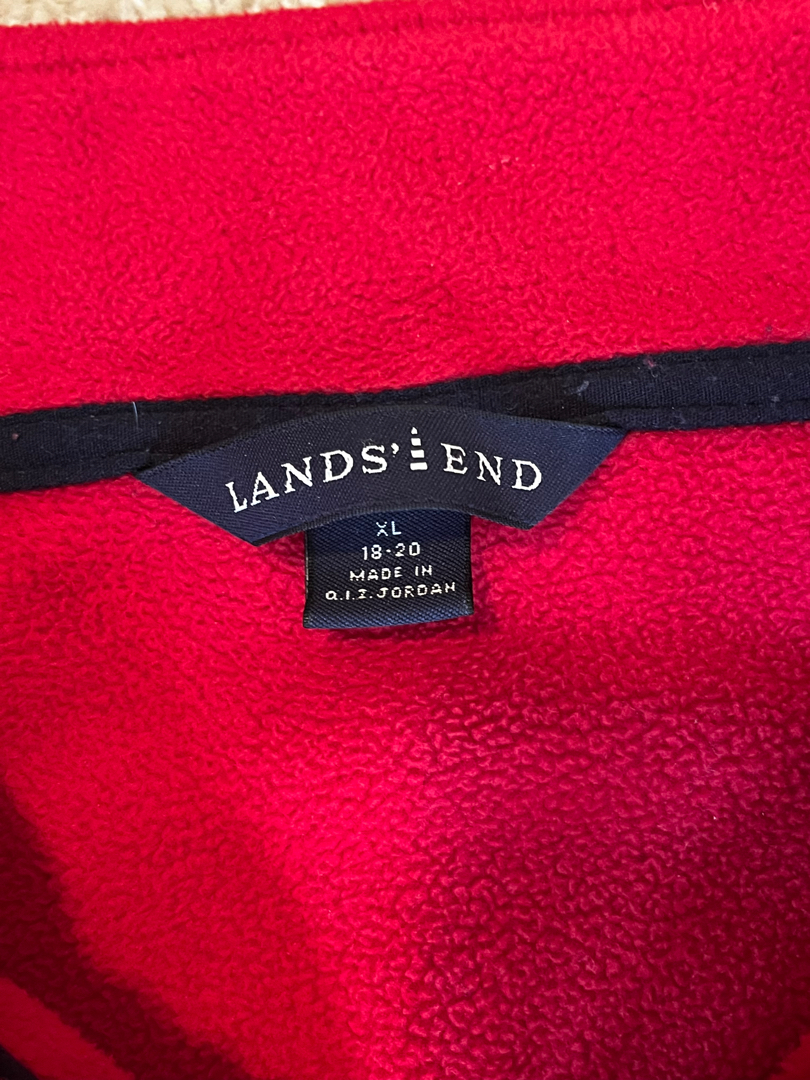 LANDS' END
XL
18-20
MADE IN
Q.I.Z. JORDAN